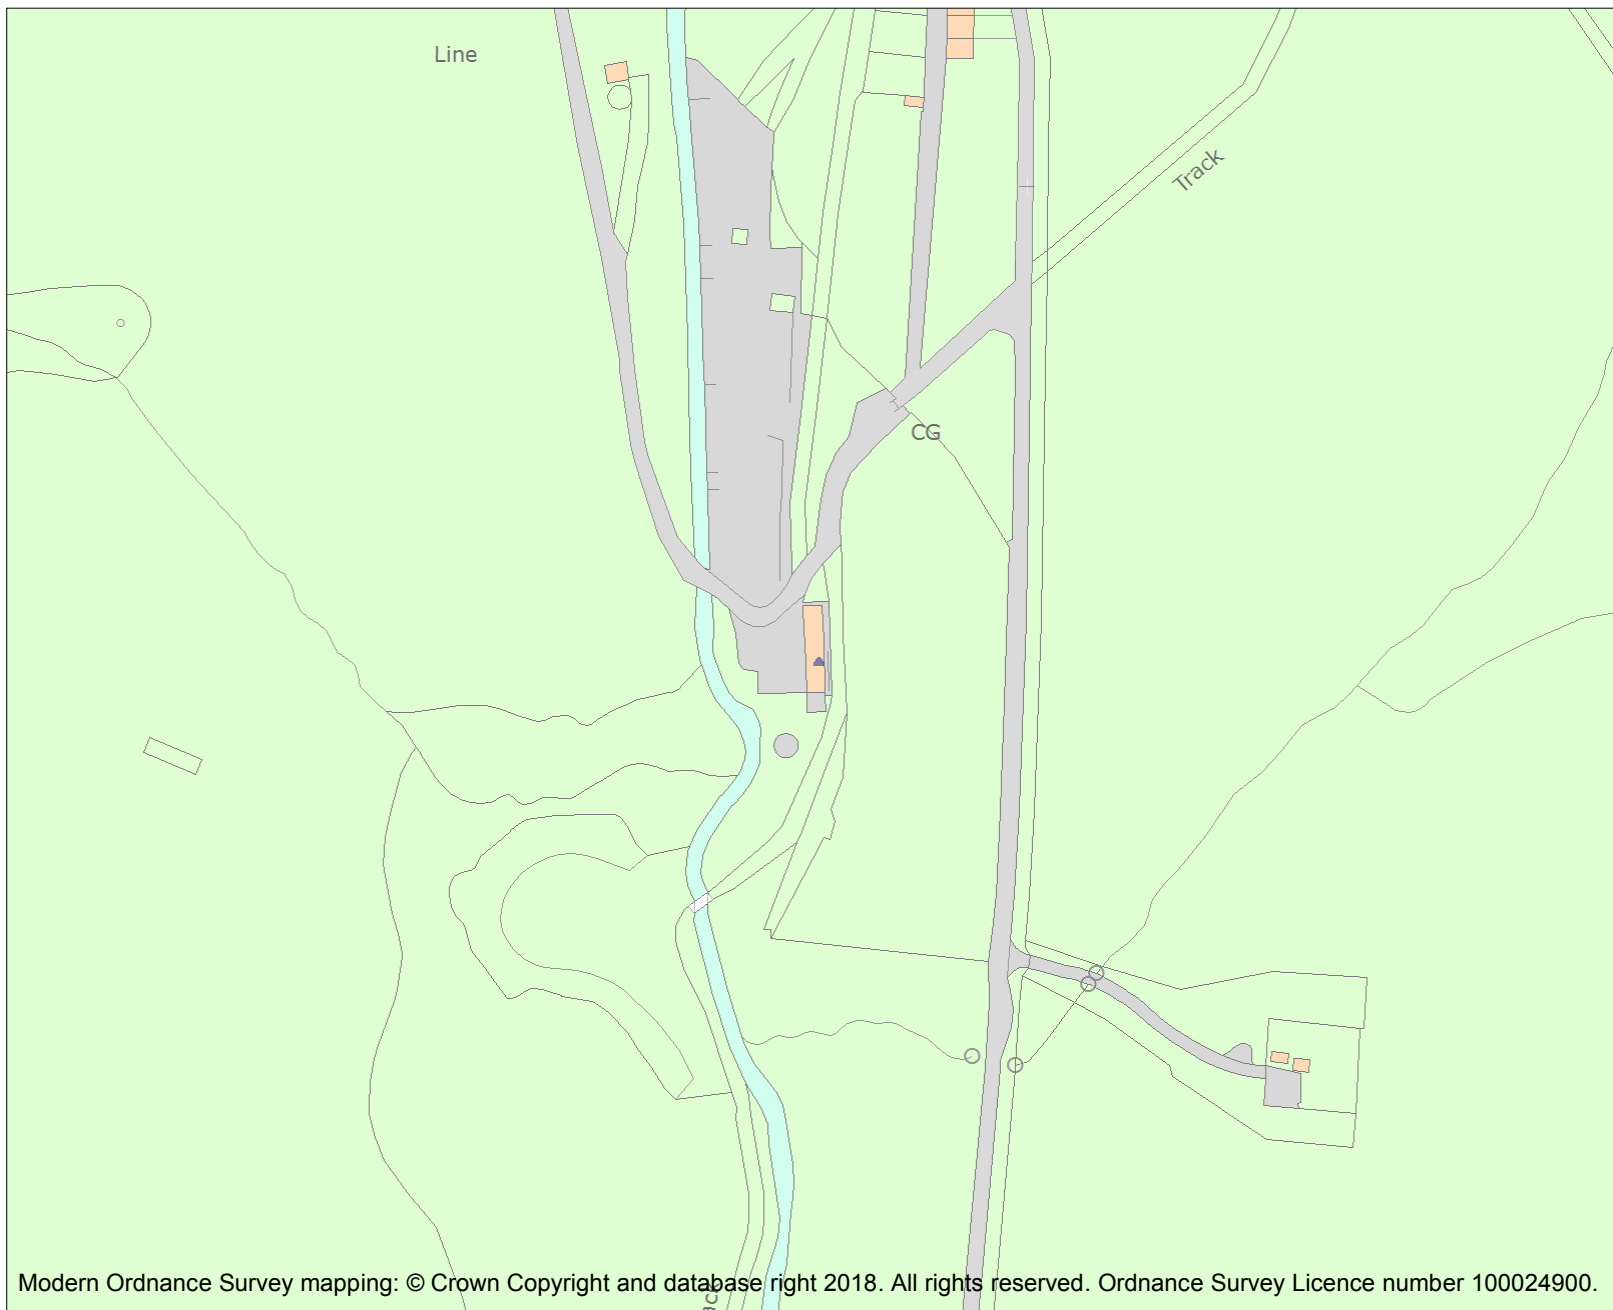 Line
Track
CG
Modern Ordnance Survey mapping: © Crown Copyright and database right 2018. All rights reserved. Ordnance Survey Licence number 100024900.